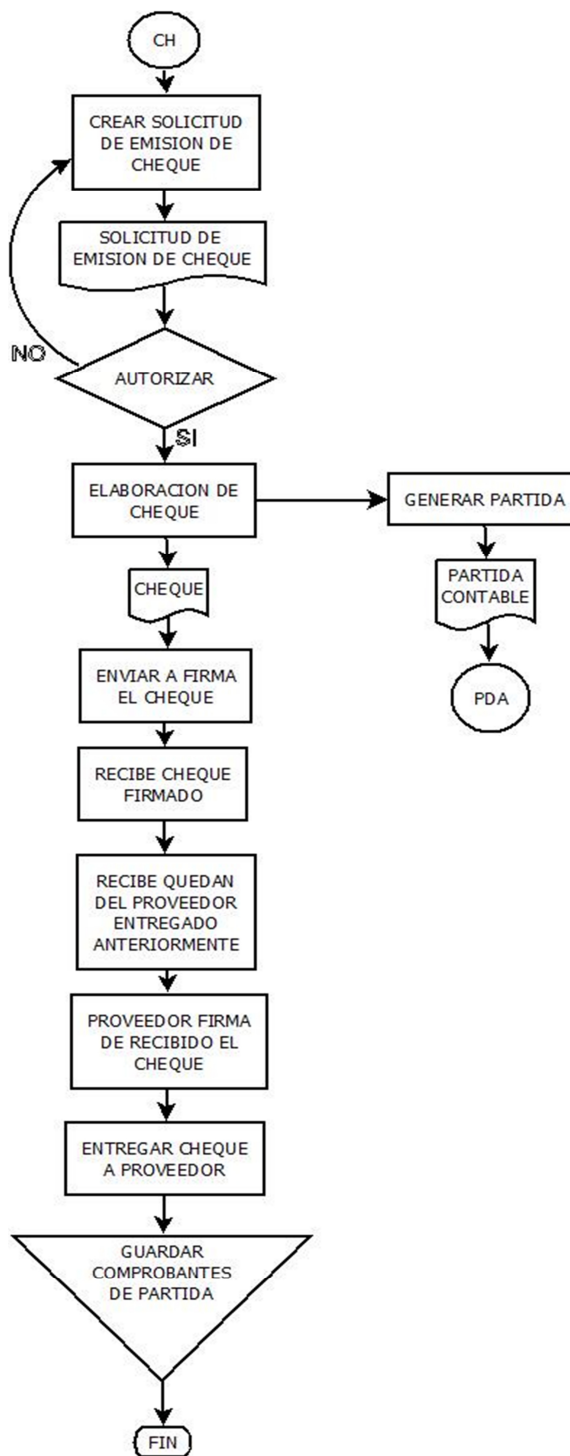 CH
CREAR SOLICITUD
DE EMISION DE
CHEQUE
SOLICITUD DE
EMISION DE CHEQUE
NO
AUTORIZAR
SI
ELABORACION DE
CHEQUE
GENERAR PARTIDA
CHEQUE
PARTIDA
CONTABLE
ENVIAR A FIRMA
EL CHEQUE
PDA
RECIBE CHEQUE
FIRMADO
RECIBE QUEDAN
DEL PROVEEDOR
ENTREGADO
ANTERIORMENTE
PROVEEDOR FIRMA
DE RECIBIDO EL
CHEQUE
ENTREGAR CHEQUE
A PROVEEDOR
GUARDAR
COMPROBANTES
DE PARTIDA
FIN